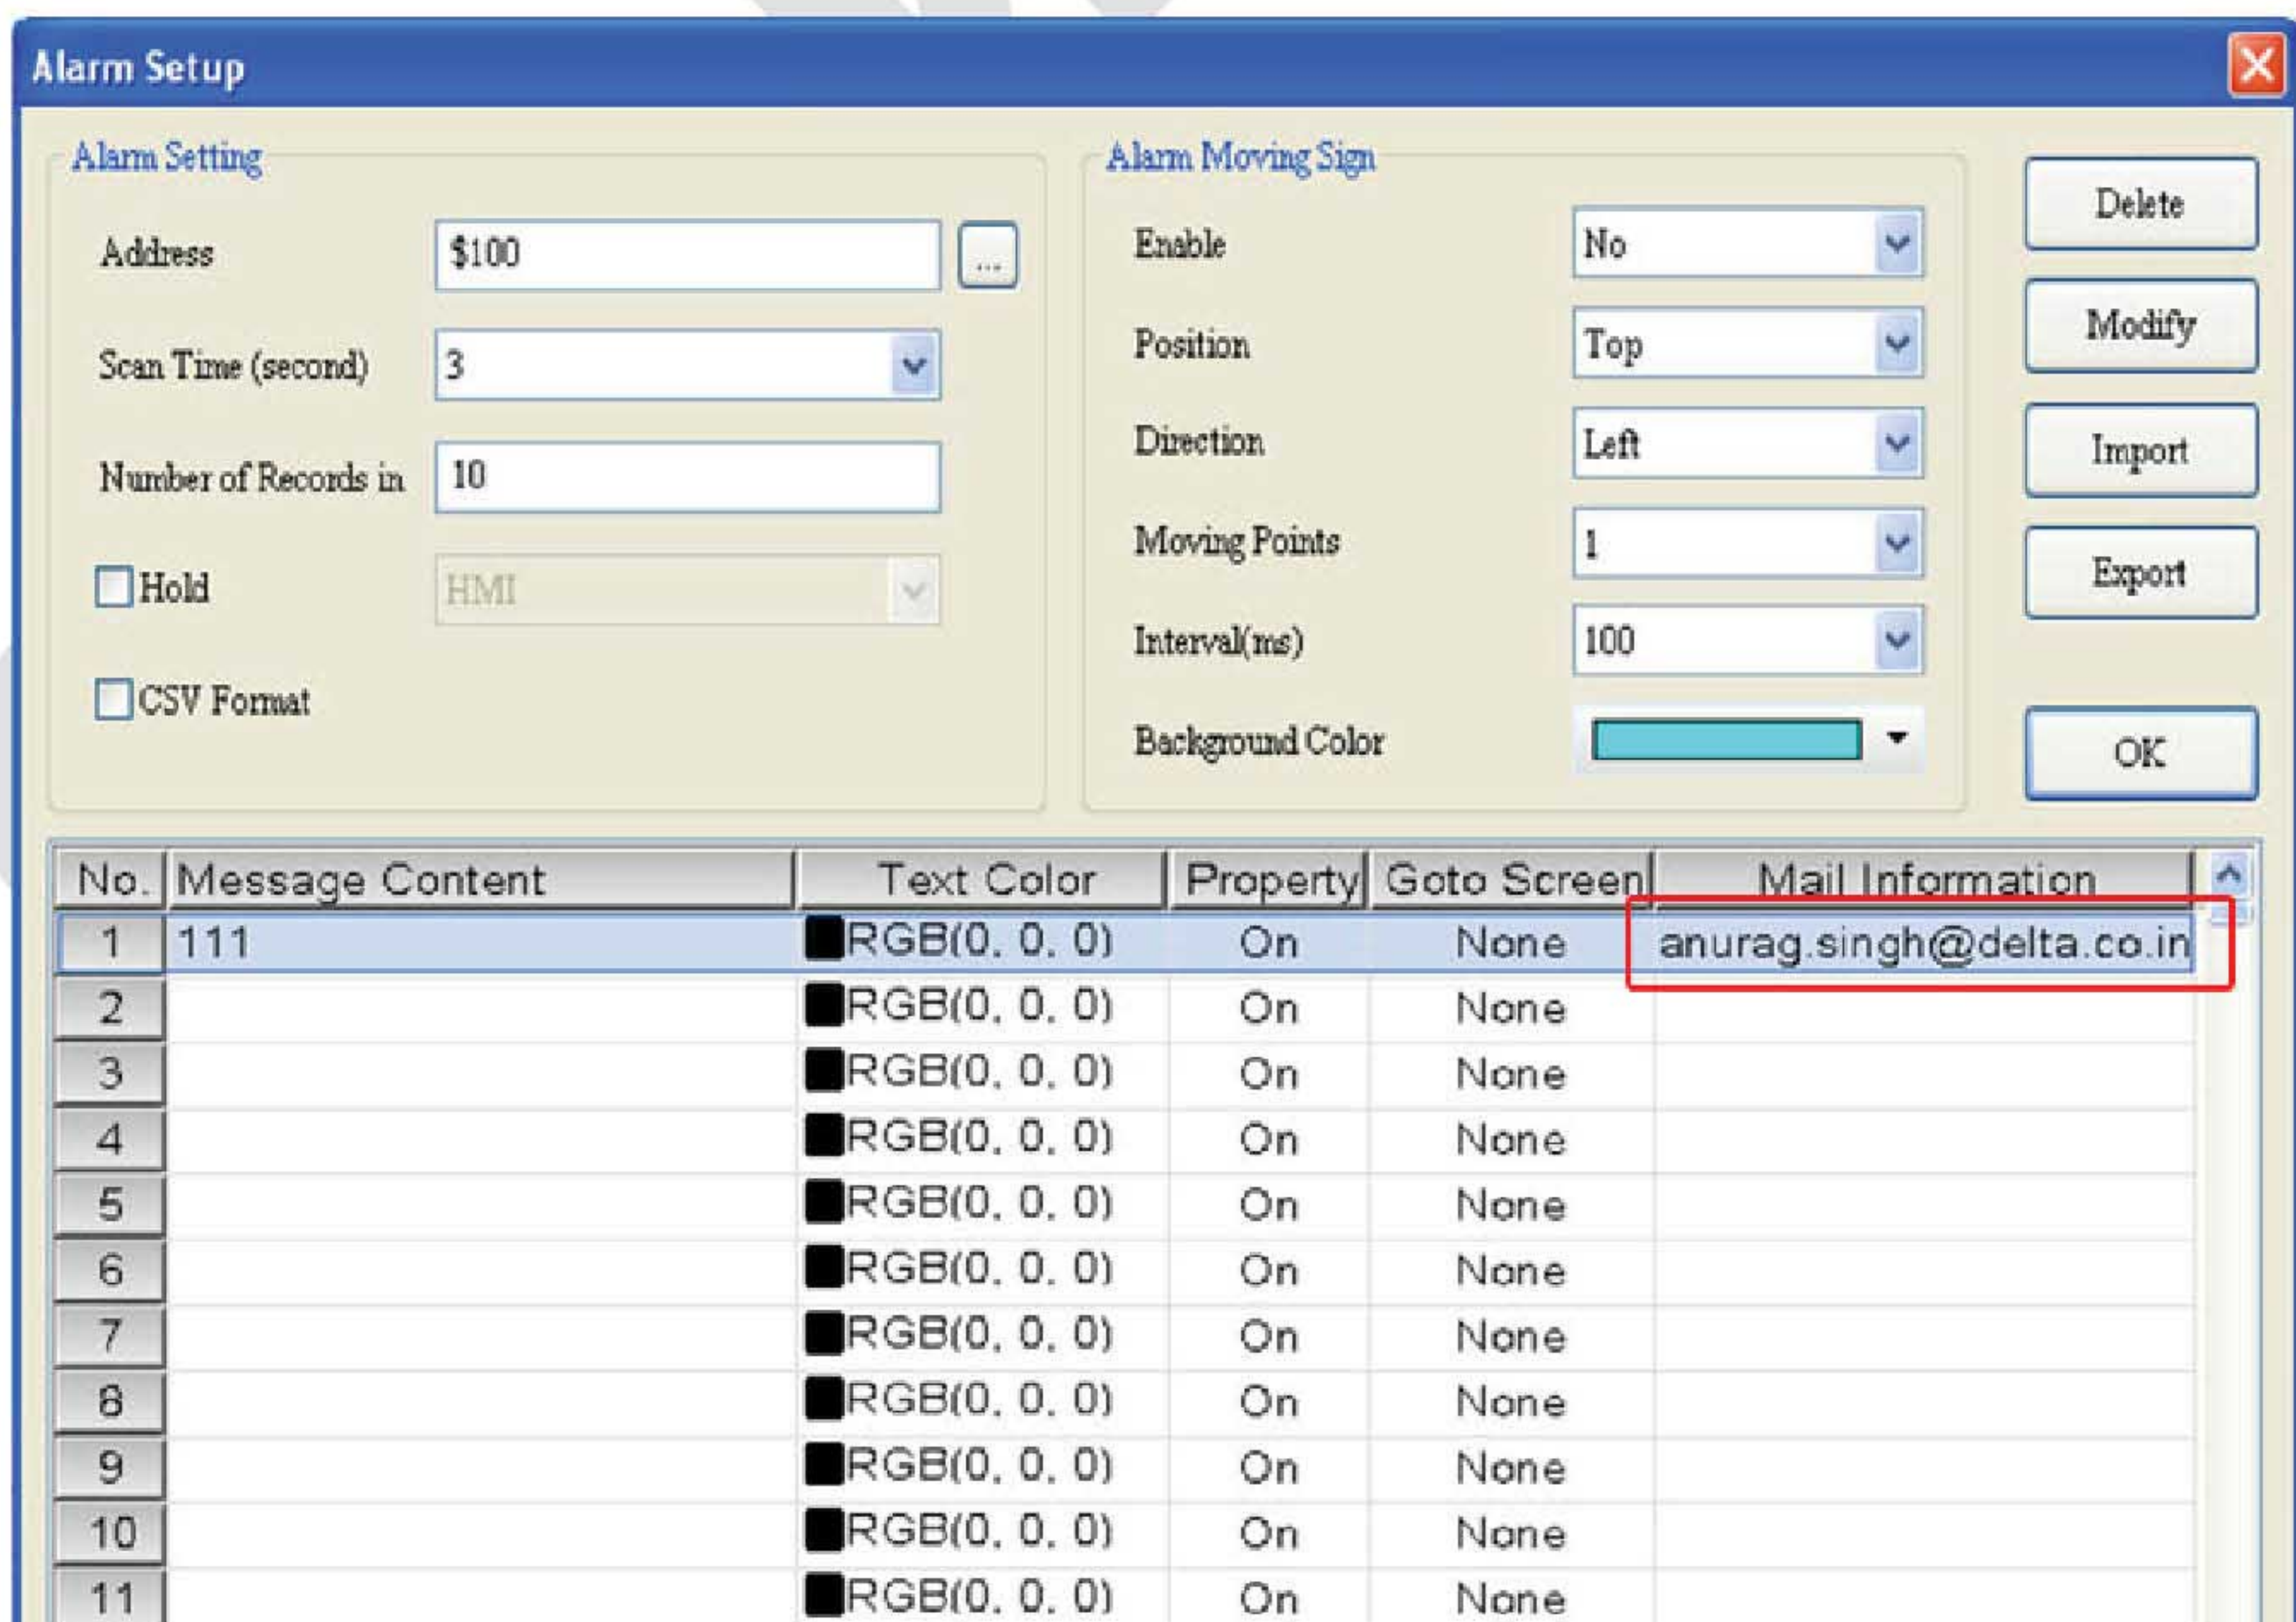 Alarm Setup
Alarm Setting
Address $100 ...
Scan Time (second) 3
Number of Records in 10
Hold HMI
CSV Format
Alarm Moving Sign
Enable No
Position Top
Direction Left
Moving Points 1
Interval(ms) 100
Background Color
Delete
Modify
Import
Export
OK
No. Message Content Text Color Property Goto Screen Mail Information
1 111 RGB(0, 0, 0) On None anurag.singh@delta.co.in
2 RGB(0, 0, 0) On None
3 RGB(0, 0, 0) On None
4 RGB(0, 0, 0) On None
5 RGB(0, 0, 0) On None
6 RGB(0, 0, 0) On None
7 RGB(0, 0, 0) On None
8 RGB(0, 0, 0) On None
9 RGB(0, 0, 0) On None
10 RGB(0, 0, 0) On None
11 RGB(0, 0, 0) On None